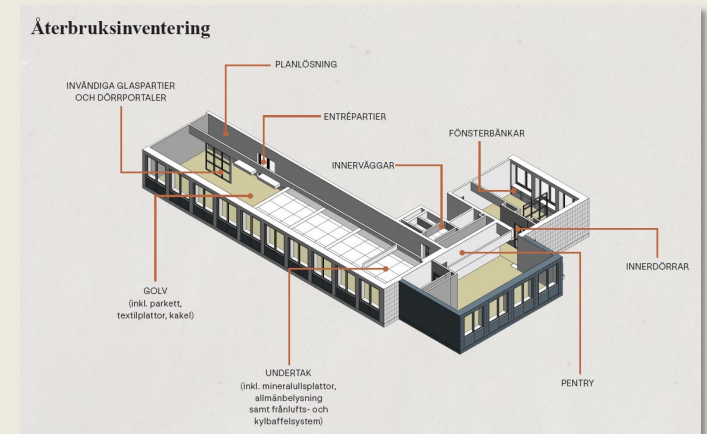 Återbruksinventering
PLANLÖSNING
INVÄNDIGA GLASPARTIER
OCH DÖRRPORTALER
ENTRÉPARTIER
FÖNSTERBÄNKAR
INNERVÄGGAR
INNERDÖRRAR
GOLV
(inkl. parkett,
textilplattor, kakel)
UNDERTAK
(inkl. mineralullsplattor,
allmänbelysning
samt frånlufts- och
kylbaffelsystem)
PENTRY